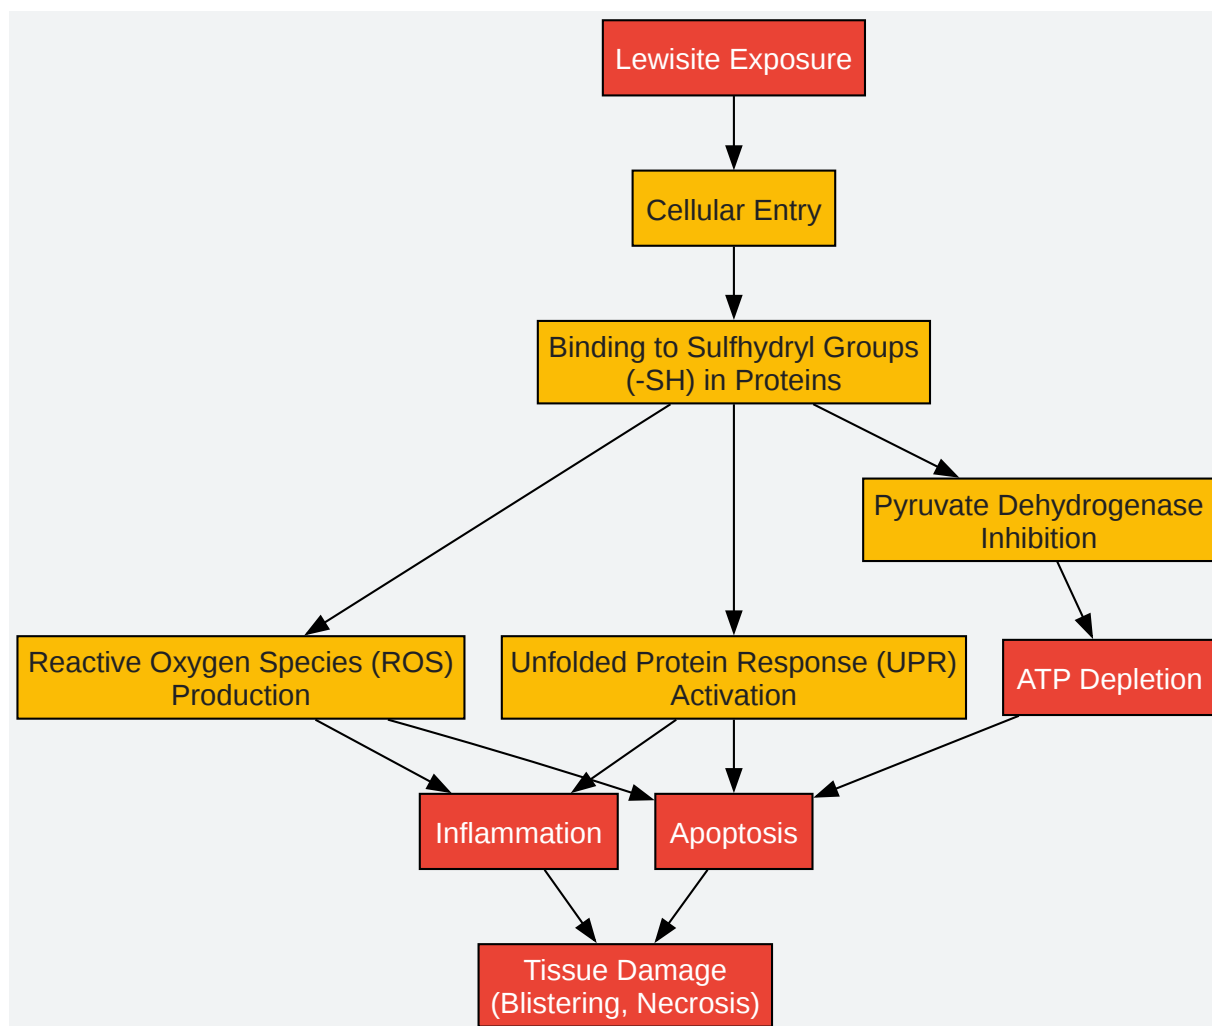 Lewisite Exposure
Cellular Entry
Binding to Sulfhydryl Groups
(-SH) in Proteins
Pyruvate Dehydrogenase
Inhibition
Reactive Oxygen Species (ROS)
Production
Unfolded Protein Response (UPR)
Activation
ATP Depletion
Inflammation
Apoptosis
Tissue Damage
(Blistering, Necrosis)